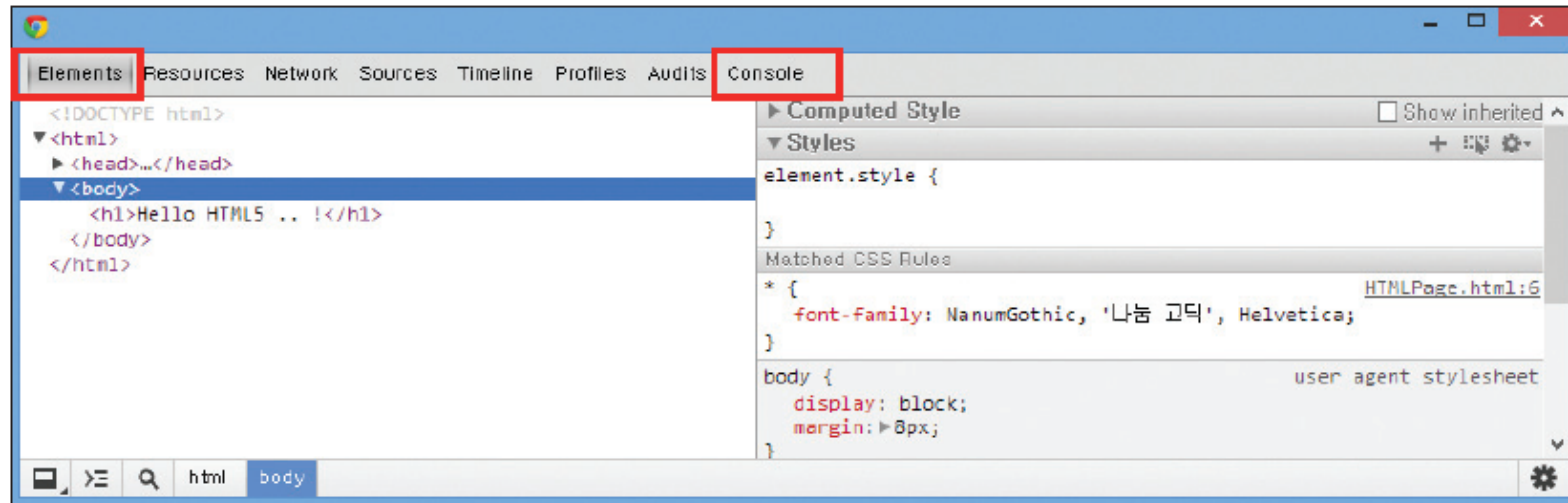 Elements Resources Network Sources Timeline Profiles Audits Console
<!DOCTYPE html>
▼<html>
▶<head>…</head>
▼<body>
<h1>Hello HTML5 .. !</h1>
</body>
</html>
▶ Computed Style Show inherited
▼ Styles
element.style {
}
Matched CSS Rules
* { HTMLPage.html:6
font-family: NanumGothic, '나눔 고딕', Helvetica;
}
body { user agent stylesheet
display: block;
margin:▶8px;
}
html body